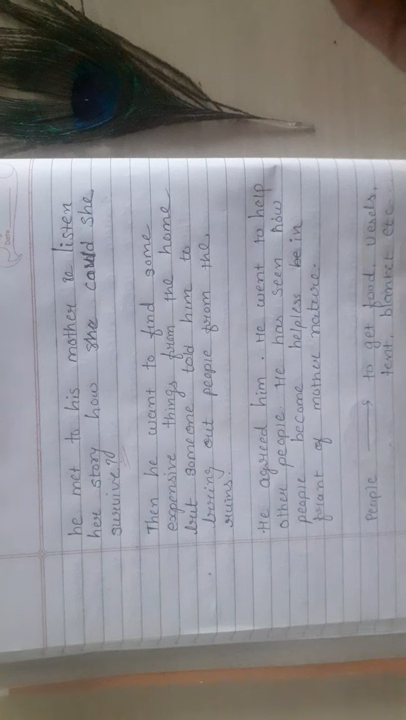 he met to his mother to listen
her story how she could she
survive?
Then he want to find some
expensive things from the home
but someone told him to
bring out people from the
ruins.
He agreed him. He went to help
other people He has seen how
people become helpless be in
front of mother nature.
People → to get food, vesels,
tent, blanket etc